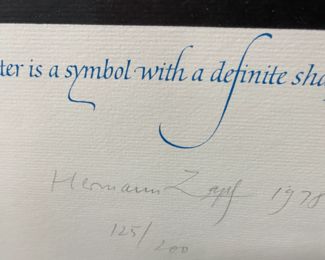 ter is a symbol with a definite sha
Hermann Zapf 1978
125/200